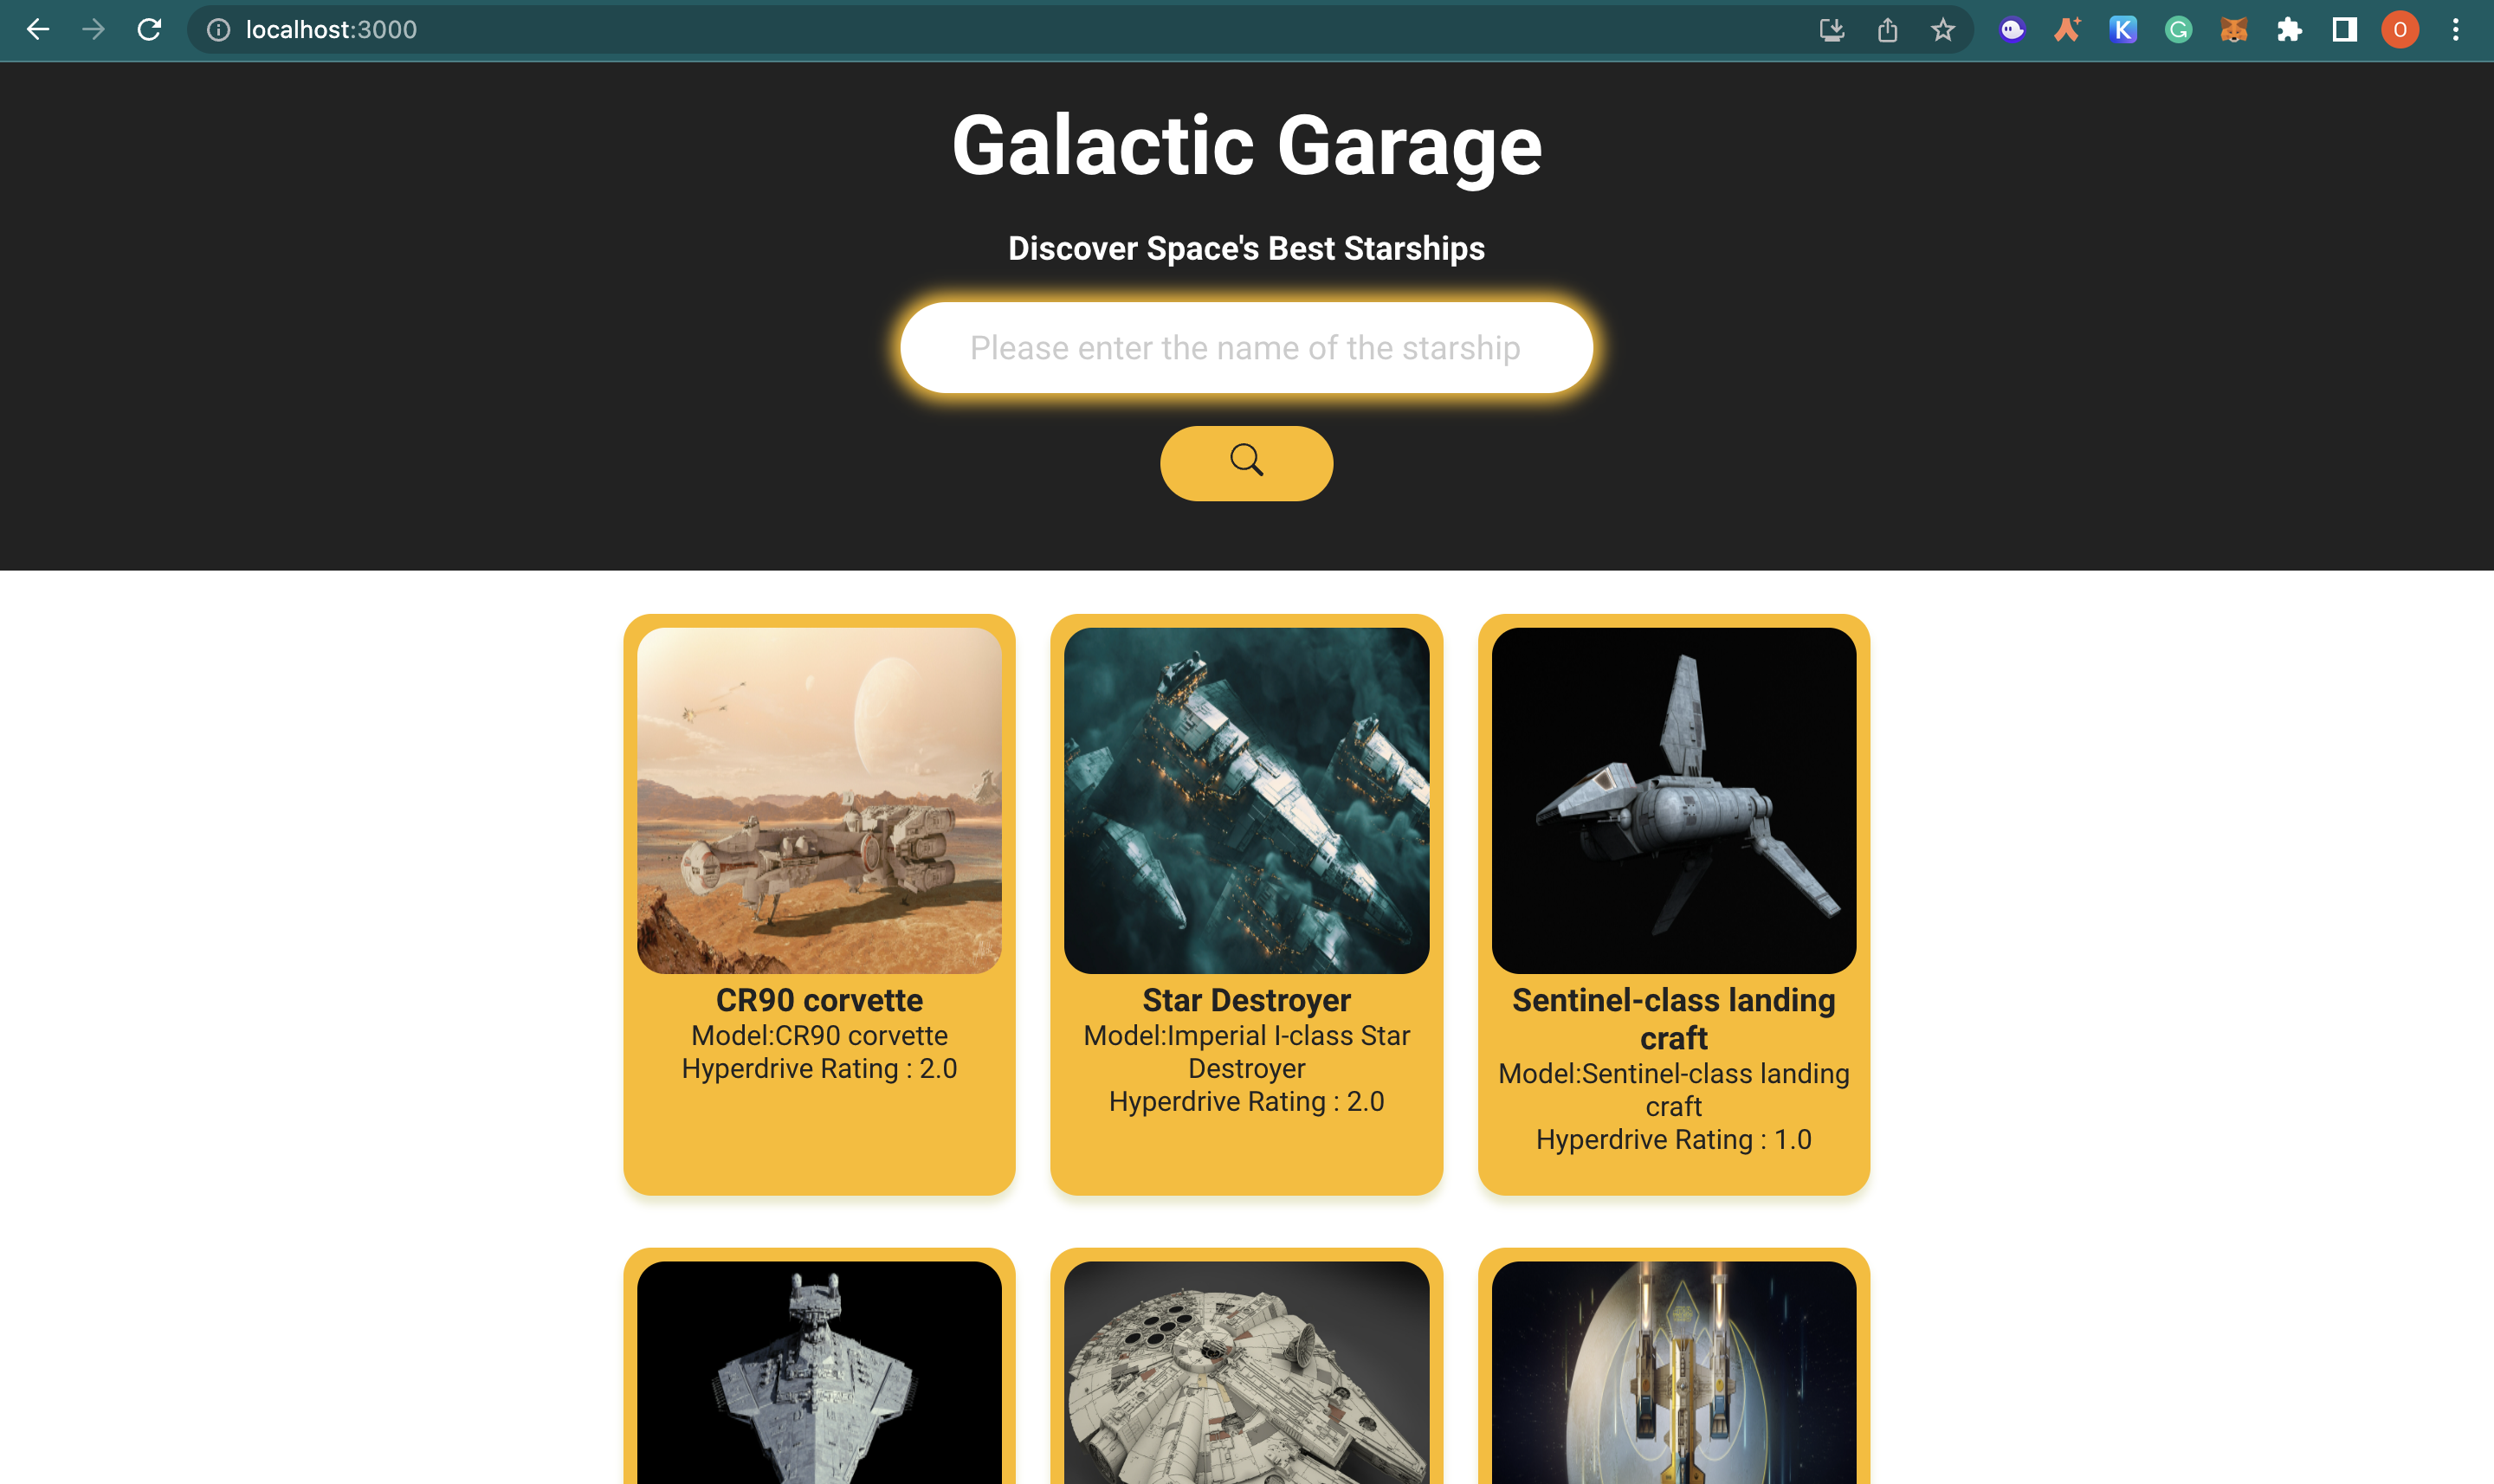 localhost:3000
O
Galactic Garage
Discover Space's Best Starships
Please enter the name of the starship
CR90 corvette
Model:CR90 corvette
Hyperdrive Rating : 2.0
Star Destroyer
Model:Imperial I-class Star
Destroyer
Hyperdrive Rating : 2.0
Sentinel-class landing
craft
Model:Sentinel-class landing
craft
Hyperdrive Rating : 1.0